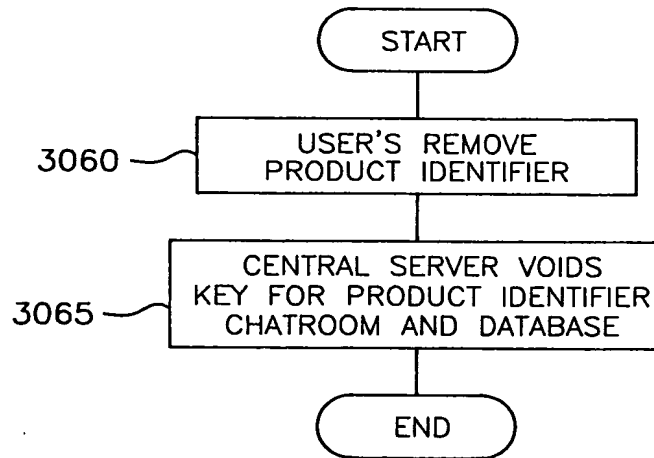 START
3060
USER'S REMOVE
PRODUCT IDENTIFIER
3065
CENTRAL SERVER VOIDS
KEY FOR PRODUCT IDENTIFIER
CHATROOM AND DATABASE
END